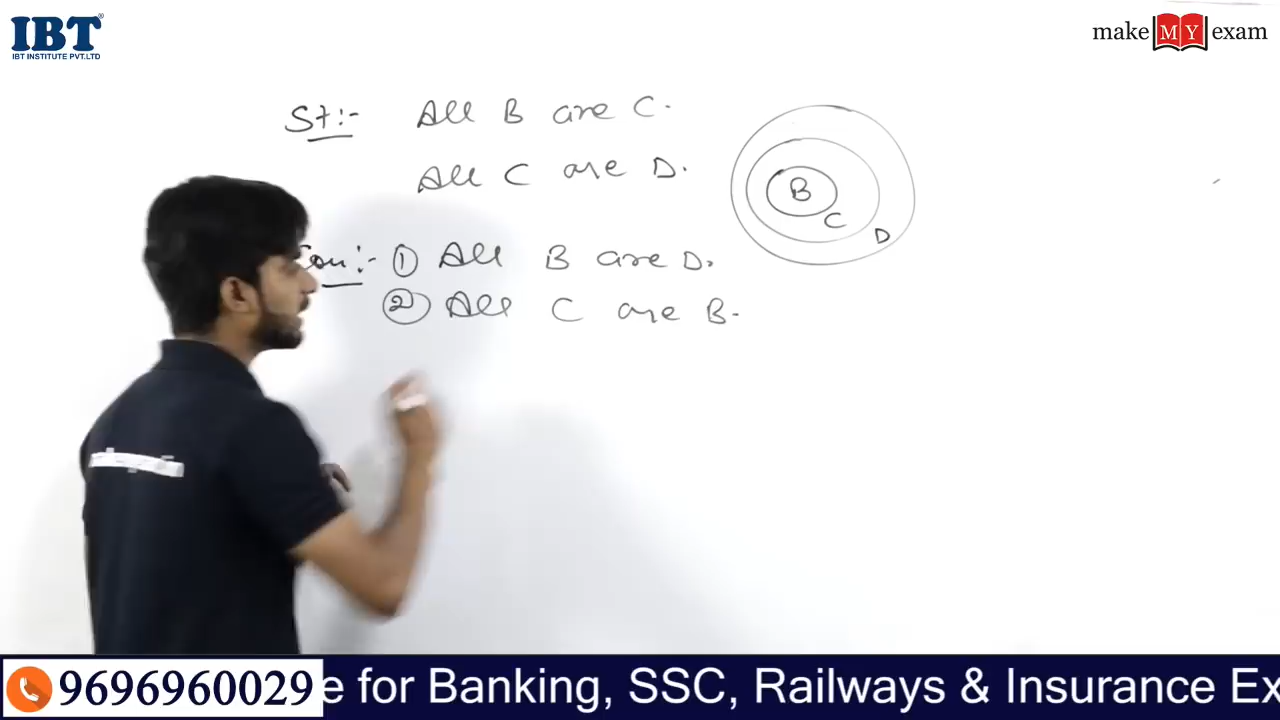 IBT®
IBT INSTITUTE PVT.LTD
make MY exam
St:- All B are C.
All C are D.
B
C
D
Con:- ① All B are D.
② All C are B.
9696960029
e for Banking, SSC, Railways & Insurance Ex